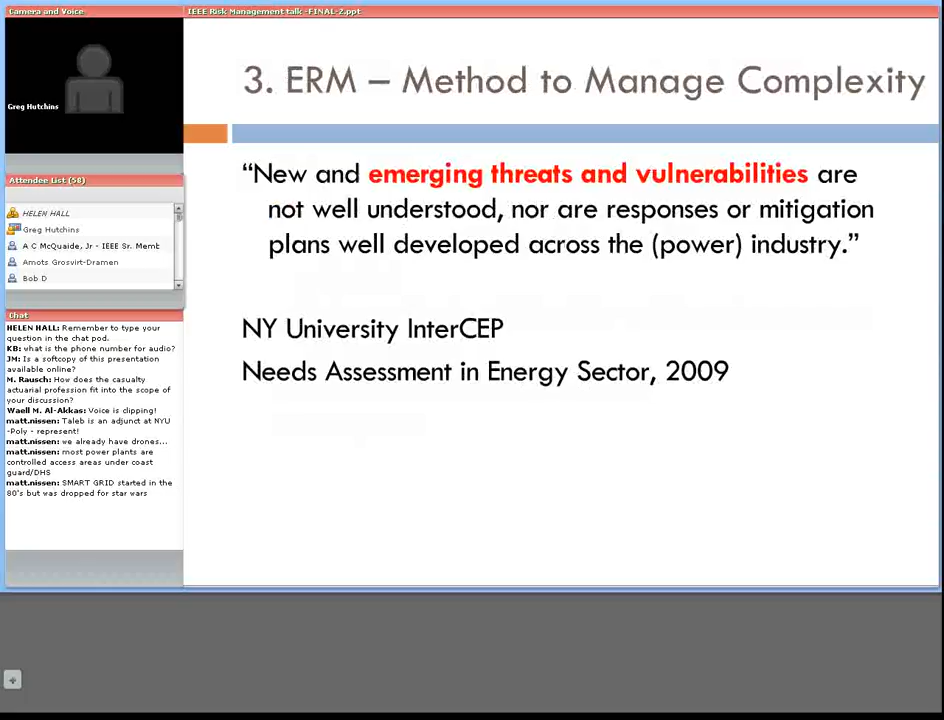 Camera and Voice
IEEE Risk Management talk -FINAL-2.ppt
Greg Hutchins
Attendee List (58)
HELEN HALL
Greg Hutchins
A C McQuaide, Jr - IEEE Sr. Memb
Amots Grosvirt-Dramen
Bob D
Chat
HELEN HALL: Remember to type your
question in the chat pod.
KB: what is the phone number for audio?
JM: Is a softcopy of this presentation
available online?
M. Rausch: How does the casualty
actuarial profession fit into the scope of
your discussion?
Waell M. Al-Akkas: Voice is clipping!
matt.nissen: Taleb is an adjunct at NYU
-Poly - represent!
matt.nissen: we already have drones...
matt.nissen: most power plants are
controlled access areas under coast
guard/DHS
matt.nissen: SMART GRID started in the
80's but was dropped for star wars
3. ERM – Method to Manage Complexity
“New and emerging threats and vulnerabilities are
not well understood, nor are responses or mitigation
plans well developed across the (power) industry.”
NY University InterCEP
Needs Assessment in Energy Sector, 2009